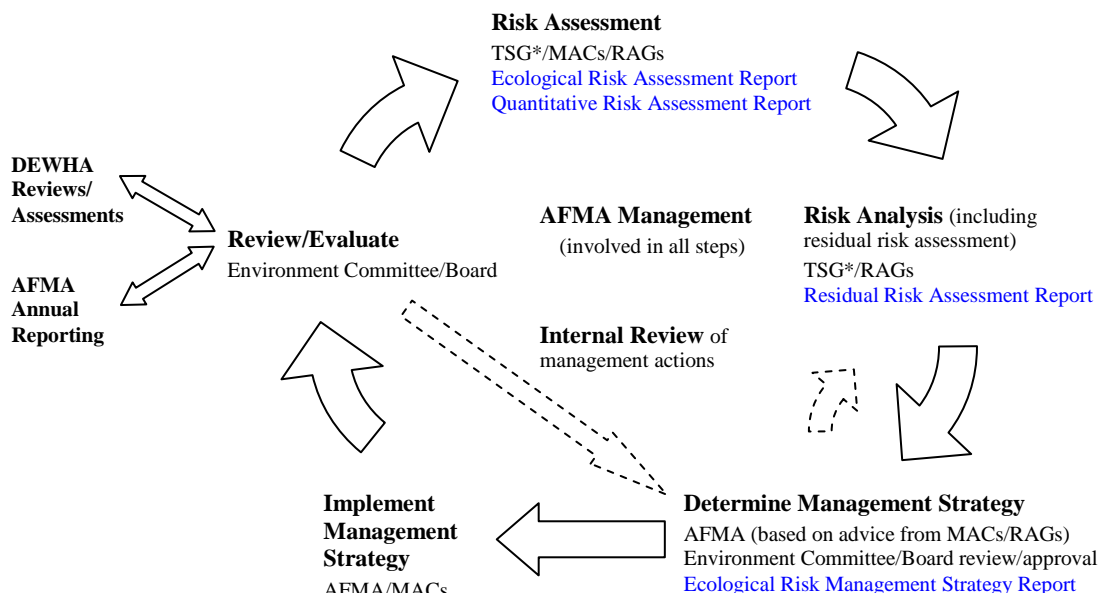 Risk Assessment
TSG*/MACs/RAGs
Ecological Risk Assessment Report
Quantitative Risk Assessment Report
DEWHA
Reviews/
Assessments
AFMA
Annual
Reporting
Review/Evaluate
Environment Committee/Board
AFMA Management
(involved in all steps)
Risk Analysis (including
residual risk assessment)
TSG*/RAGs
Residual Risk Assessment Report
Internal Review of
management actions
Implement
Management
Strategy
AFMA/MACs
Determine Management Strategy
AFMA (based on advice from MACs/RAGs)
Environment Committee/Board review/approval
Ecological Risk Management Strategy Report